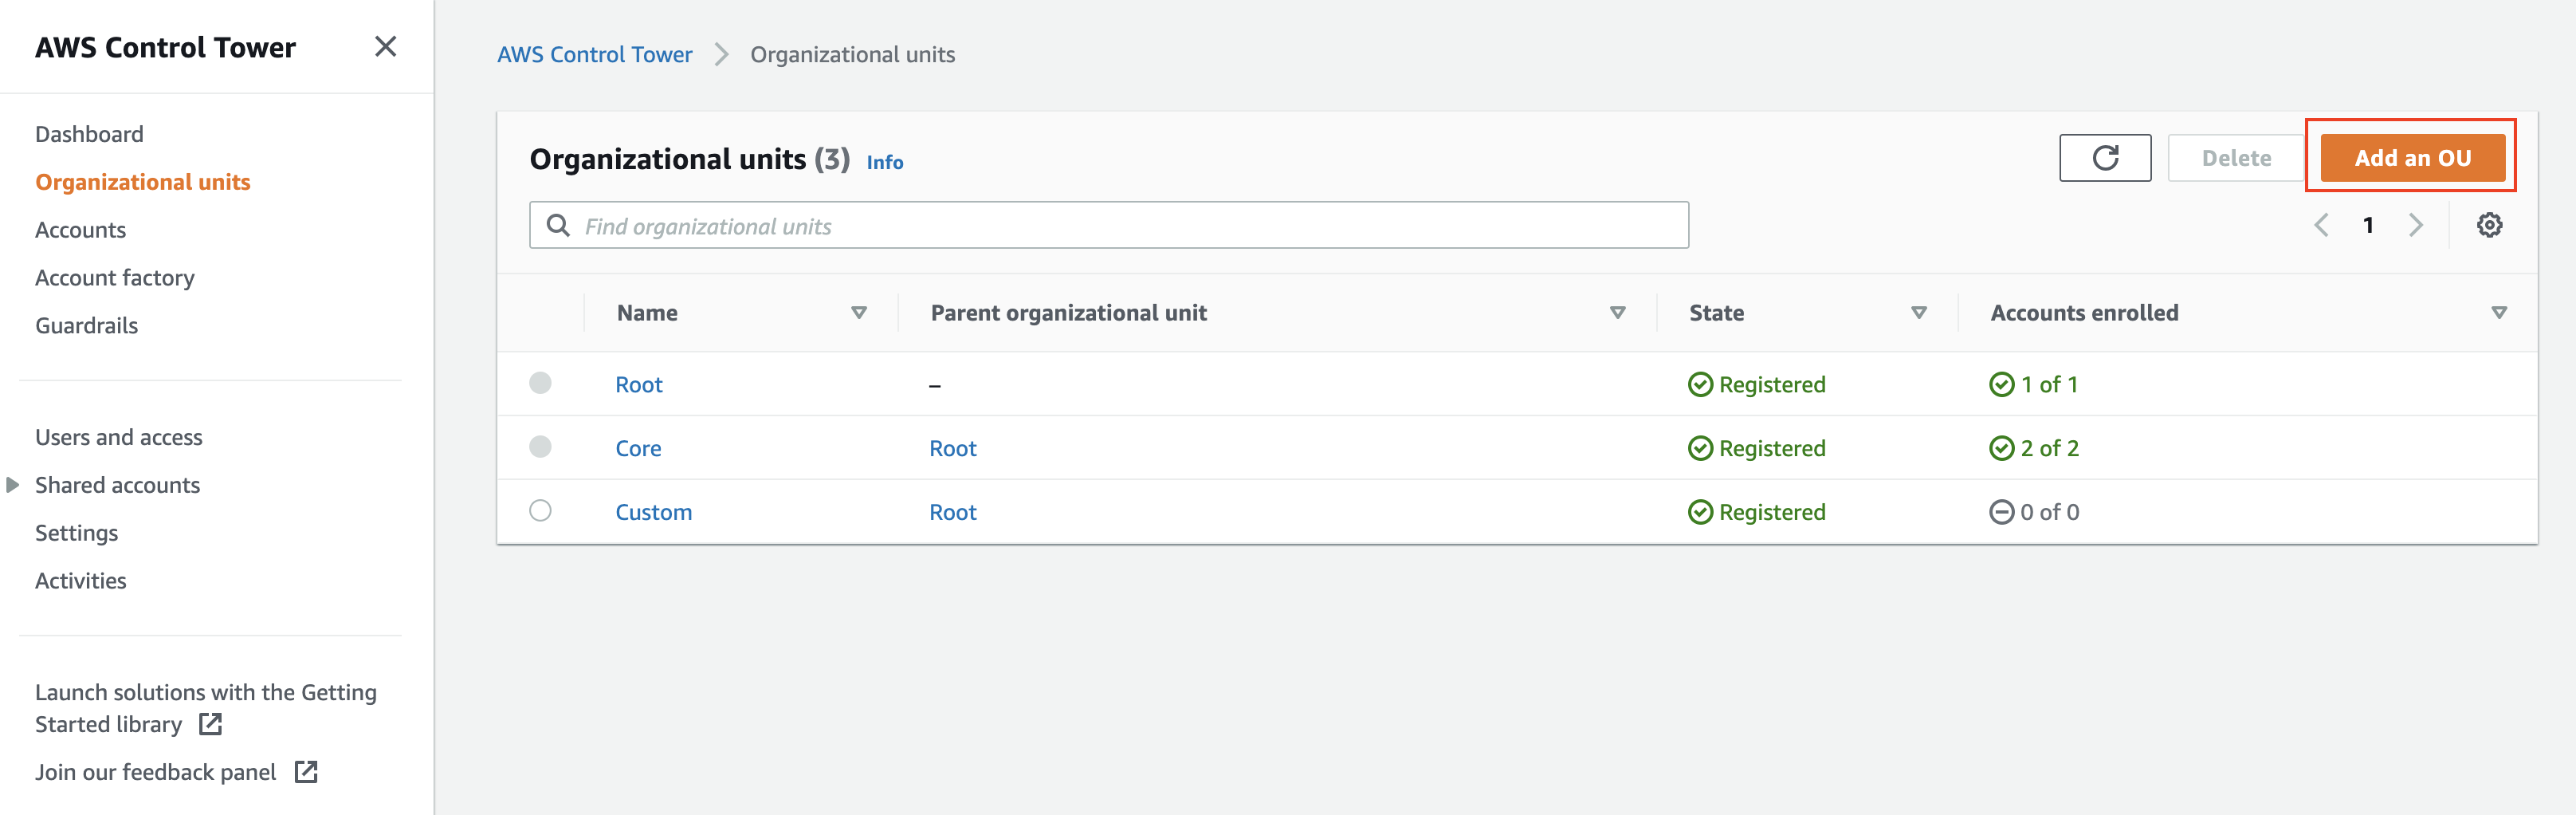 AWS Control Tower
Dashboard
Organizational units
Accounts
Account factory
Guardrails
Users and access
Shared accounts
Settings
Activities
Launch solutions with the Getting
Started library
Join our feedback panel
AWS Control Tower > Organizational units
Organizational units (3) Info
Delete
Add an OU
Find organizational units
1
Name Parent organizational unit State Accounts enrolled
Root – Registered 1 of 1
Core Root Registered 2 of 2
Custom Root Registered 0 of 0